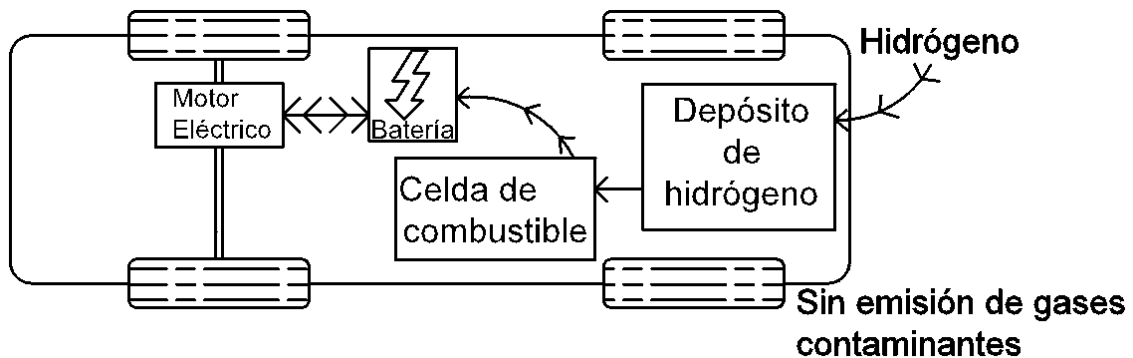 Hidrógeno
Motor
Eléctrico
Batería
Depósito
de
hidrógeno
Celda de
combustible
Sin emisión de gases
contaminantes